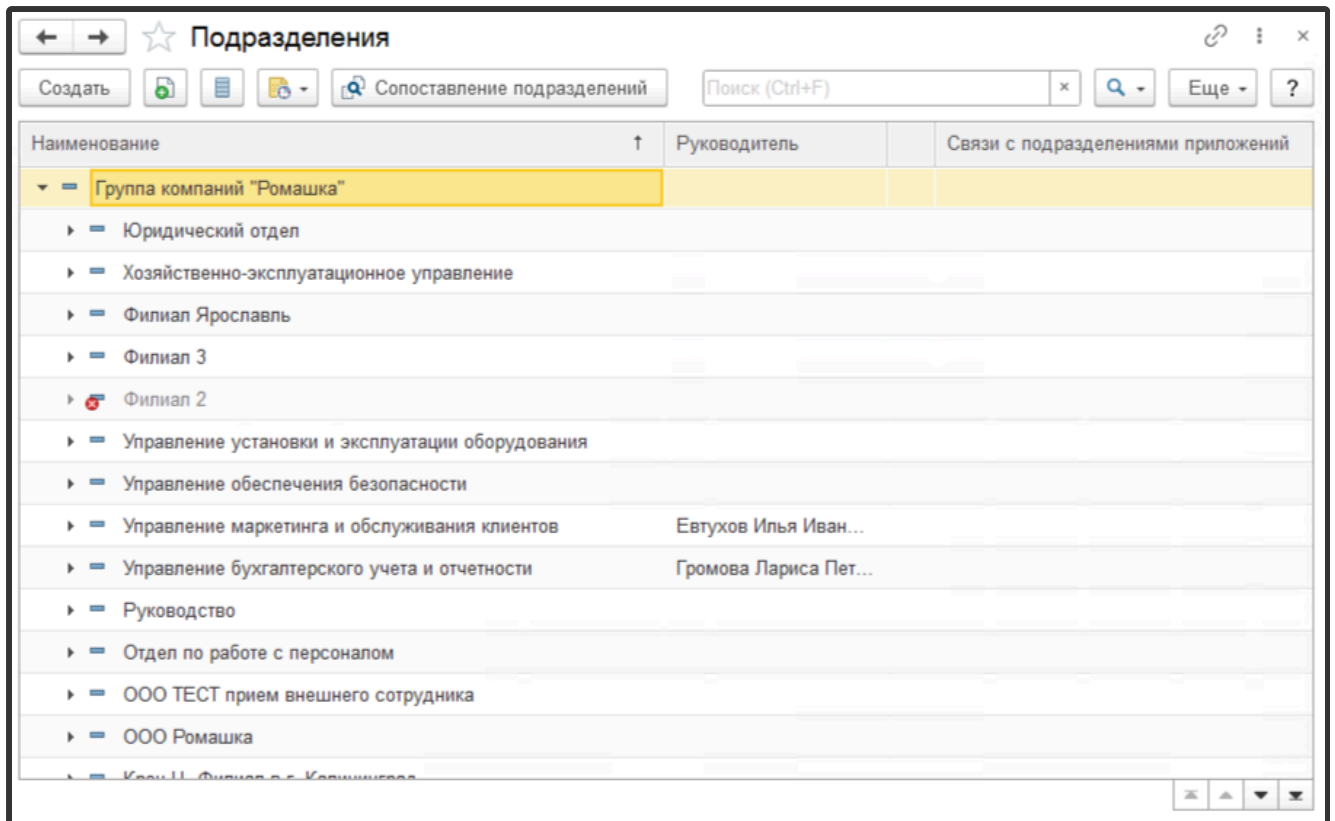 Подразделения
Создать Сопоставление подразделений Поиск (Ctrl+F) × Еще ?
Наименование ↑ Руководитель Связи с подразделениями приложений
Группа компаний "Ромашка"
Юридический отдел
Хозяйственно-эксплуатационное управление
Филиал Ярославль
Филиал 3
Филиал 2
Управление установки и эксплуатации оборудования
Управление обеспечения безопасности
Управление маркетинга и обслуживания клиентов Евтухов Илья Иван...
Управление бухгалтерского учета и отчетности Громова Лариса Пет...
Руководство
Отдел по работе с персоналом
ООО ТЕСТ прием внешнего сотрудника
ООО Ромашка
Филиал в г. Калининград